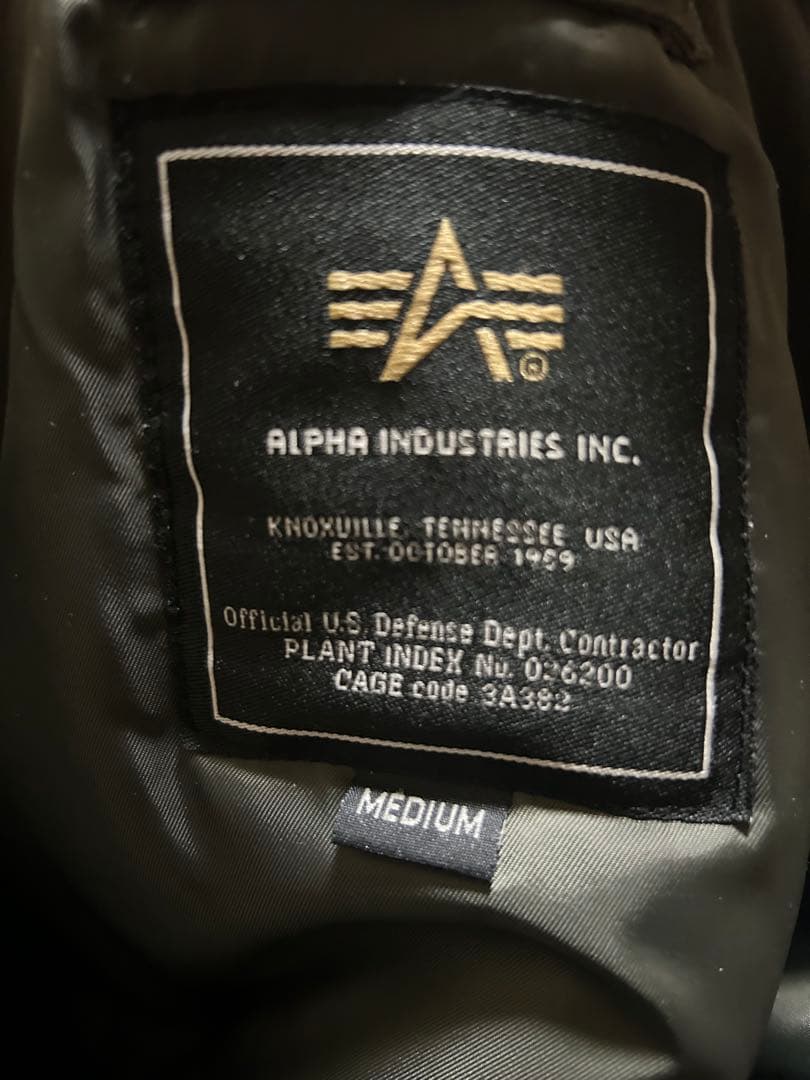 ALPHA INDUSTRIES INC.
KNOXVILLE, TENNESSEE USA
EST. OCTOBER 1959
Official U.S. Defense Dept. Contractor
PLANT INDEX No. 026200
CAGE code 3A382
MEDIUM